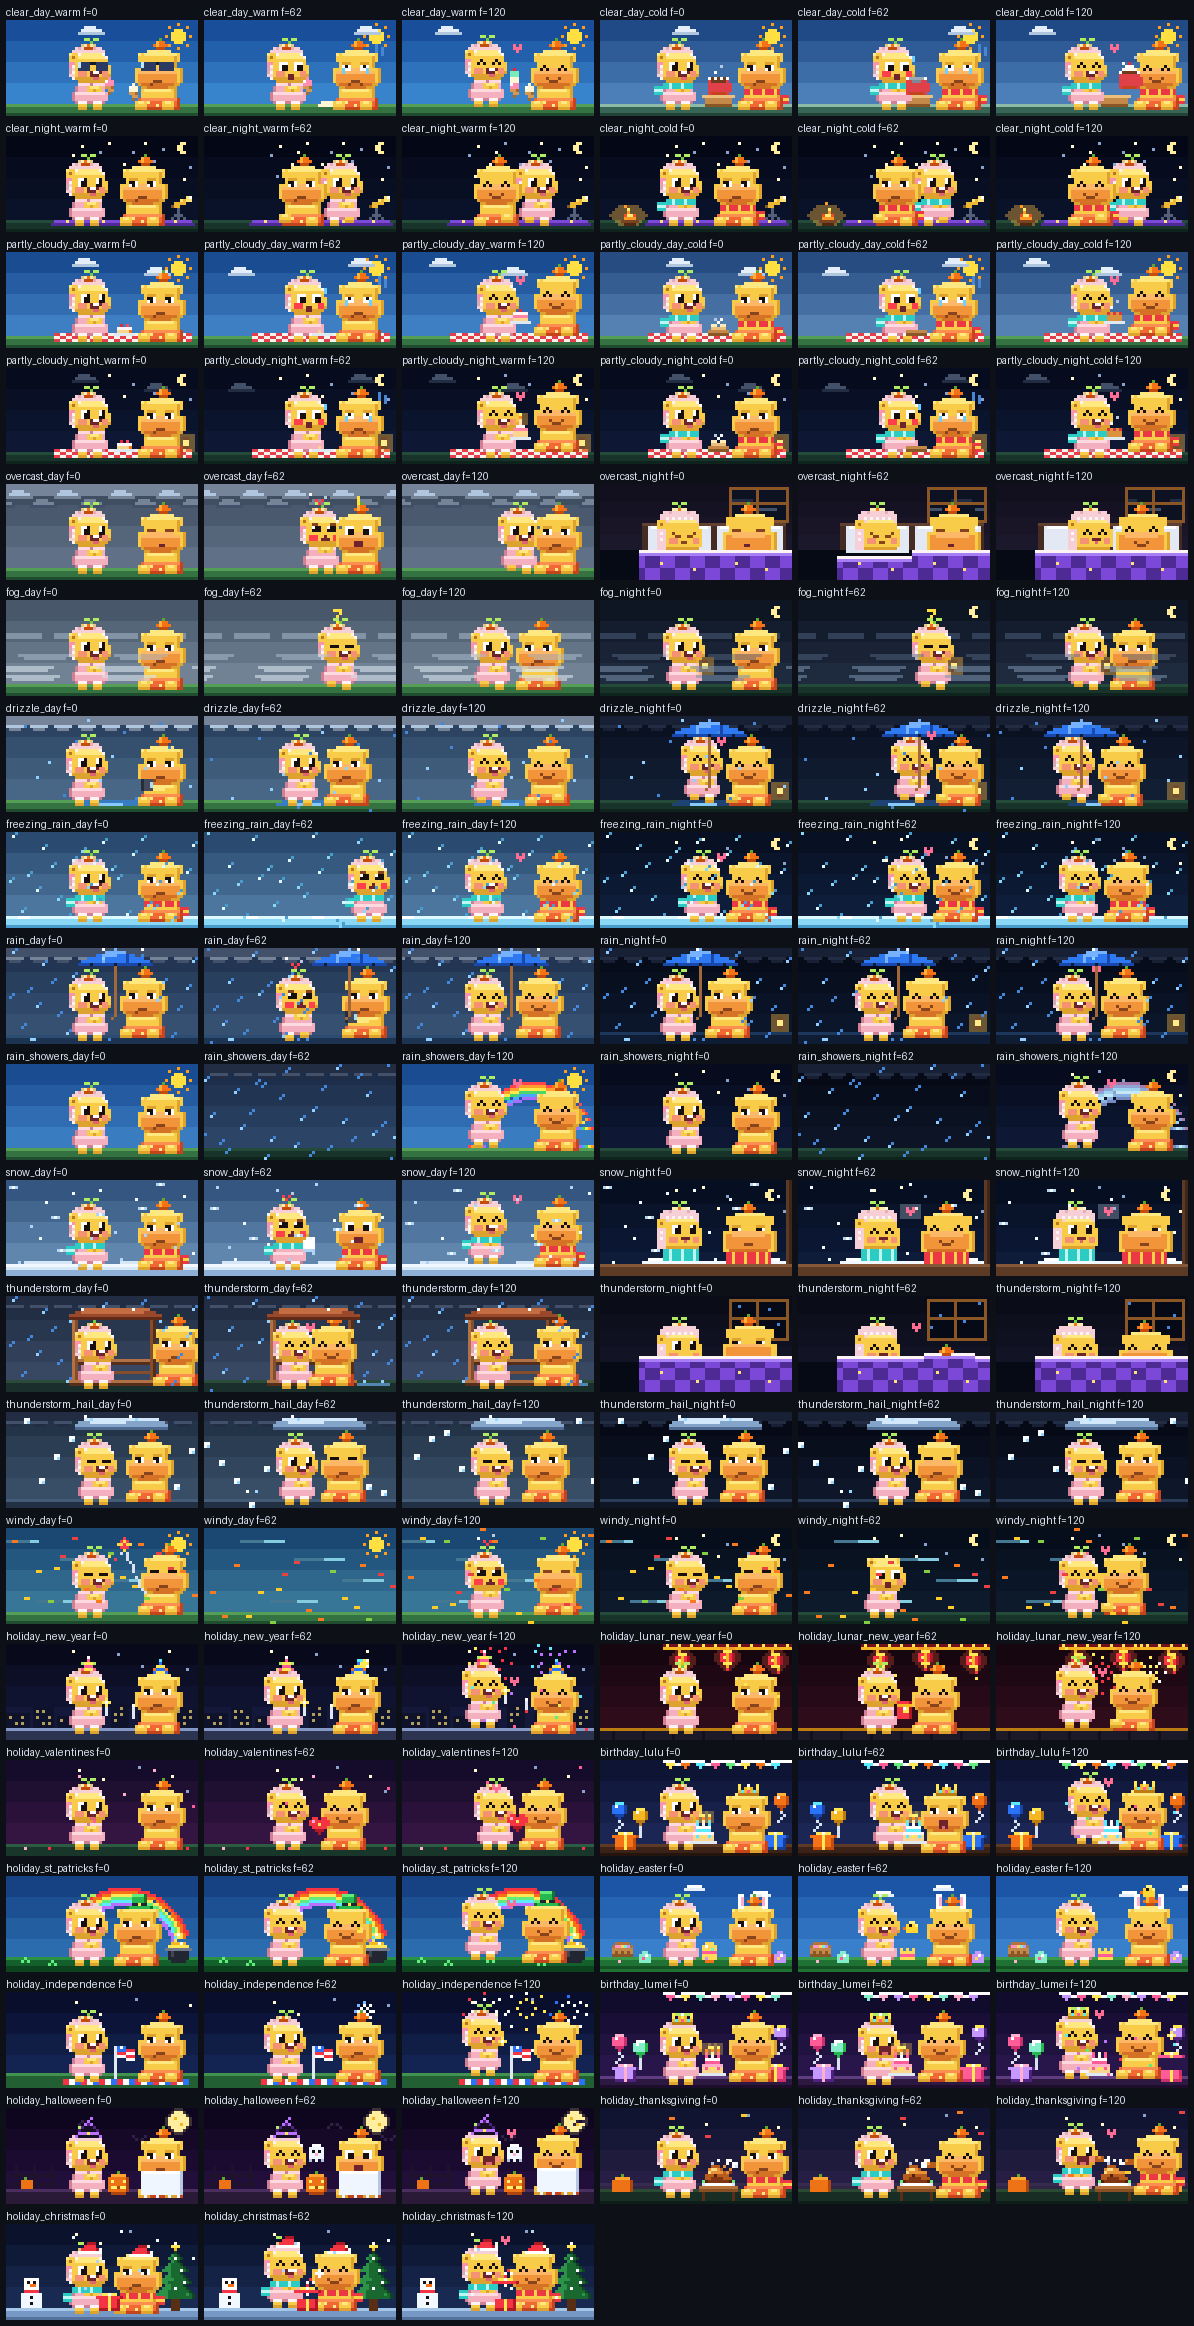 clear_day_warm f=0 clear_day_warm f=62 clear_day_warm f=120 clear_day_cold f=0 clear_day_cold f=62 clear_day_cold f=120
clear_night_warm f=0 clear_night_warm f=62 clear_night_warm f=120 clear_night_cold f=0 clear_night_cold f=62 clear_night_cold f=120
partly_cloudy_day_warm f=0 partly_cloudy_day_warm f=62 partly_cloudy_day_warm f=120 partly_cloudy_day_cold f=0 partly_cloudy_day_cold f=62 partly_cloudy_day_cold f=120
partly_cloudy_night_warm f=0 partly_cloudy_night_warm f=62 partly_cloudy_night_warm f=120 partly_cloudy_night_cold f=0 partly_cloudy_night_cold f=62 partly_cloudy_night_cold f=120
overcast_day f=0 overcast_day f=62 overcast_day f=120 overcast_night f=0 overcast_night f=62 overcast_night f=120
fog_day f=0 fog_day f=62 fog_day f=120 fog_night f=0 fog_night f=62 fog_night f=120
drizzle_day f=0 drizzle_day f=62 drizzle_day f=120 drizzle_night f=0 drizzle_night f=62 drizzle_night f=120
freezing_rain_day f=0 freezing_rain_day f=62 freezing_rain_day f=120 freezing_rain_night f=0 freezing_rain_night f=62 freezing_rain_night f=120
rain_day f=0 rain_day f=62 rain_day f=120 rain_night f=0 rain_night f=62 rain_night f=120
rain_showers_day f=0 rain_showers_day f=62 rain_showers_day f=120 rain_showers_night f=0 rain_showers_night f=62 rain_showers_night f=120
snow_day f=0 snow_day f=62 snow_day f=120 snow_night f=0 snow_night f=62 snow_night f=120
thunderstorm_day f=0 thunderstorm_day f=62 thunderstorm_day f=120 thunderstorm_night f=0 thunderstorm_night f=62 thunderstorm_night f=120
thunderstorm_hail_day f=0 thunderstorm_hail_day f=62 thunderstorm_hail_day f=120 thunderstorm_hail_night f=0 thunderstorm_hail_night f=62 thunderstorm_hail_night f=120
windy_day f=0 windy_day f=62 windy_day f=120 windy_night f=0 windy_night f=62 windy_night f=120
holiday_new_year f=0 holiday_new_year f=62 holiday_new_year f=120 holiday_lunar_new_year f=0 holiday_lunar_new_year f=62 holiday_lunar_new_year f=120
holiday_valentines f=0 holiday_valentines f=62 holiday_valentines f=120 birthday_lulu f=0 birthday_lulu f=62 birthday_lulu f=120
holiday_st_patricks f=0 holiday_st_patricks f=62 holiday_st_patricks f=120 holiday_easter f=0 holiday_easter f=62 holiday_easter f=120
holiday_independence f=0 holiday_independence f=62 holiday_independence f=120 birthday_lumei f=0 birthday_lumei f=62 birthday_lumei f=120
holiday_halloween f=0 holiday_halloween f=62 holiday_halloween f=120 holiday_thanksgiving f=0 holiday_thanksgiving f=62 holiday_thanksgiving f=120
holiday_christmas f=0 holiday_christmas f=62 holiday_christmas f=120